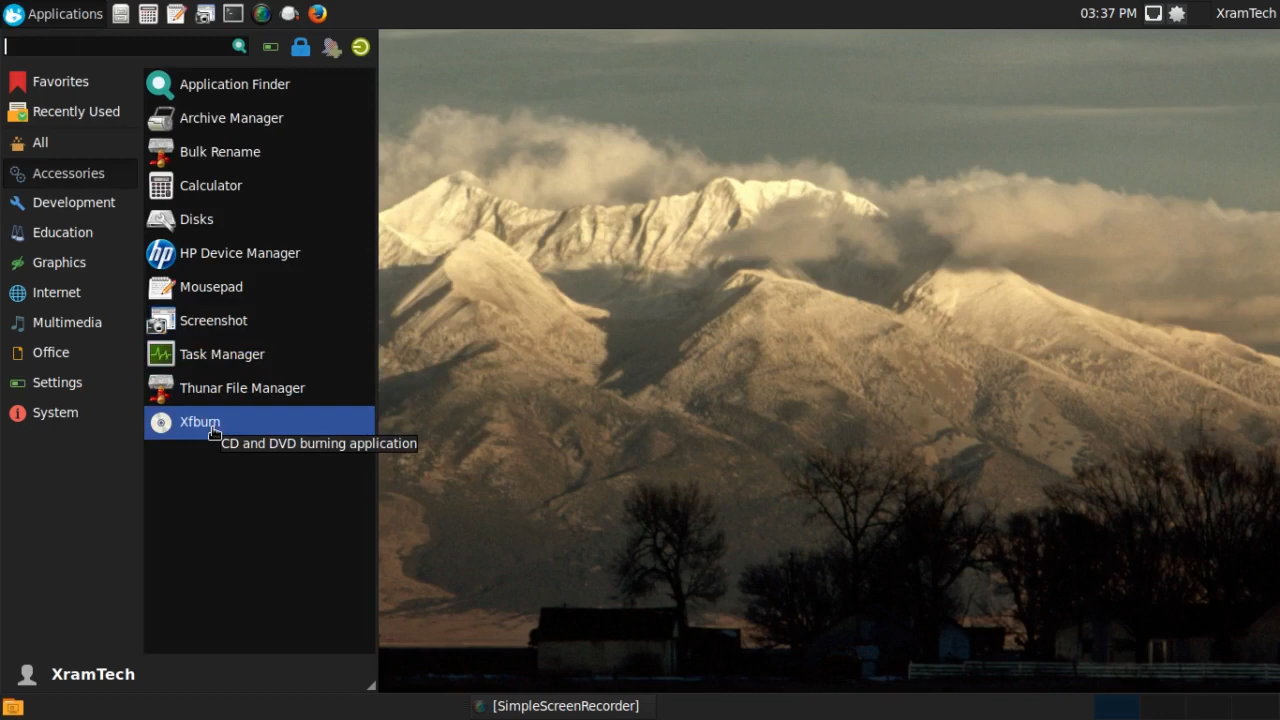 Applications
03:37 PM
XramTech
Favorites
Recently Used
All
Accessories
Development
Education
Graphics
Internet
Multimedia
Office
Settings
System
Application Finder
Archive Manager
Bulk Rename
Calculator
Disks
hp HP Device Manager
Mousepad
Screenshot
Task Manager
Thunar File Manager
Xfburn
CD and DVD burning application
XramTech
[SimpleScreenRecorder]